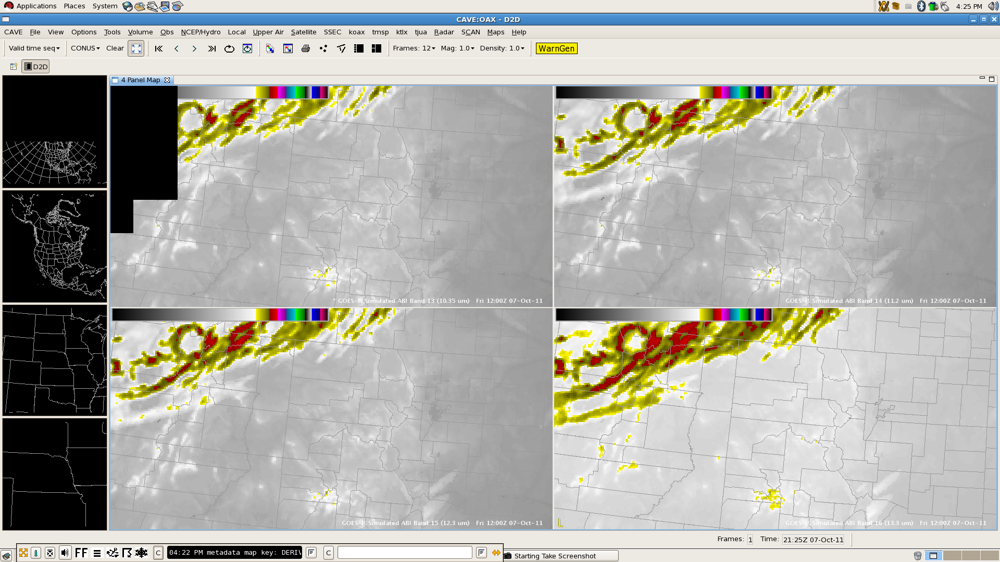 Applications Places System 4:25 PM
CAVE:OAX - D2D
CAVE File View Options Tools Volume Obs NCEP/Hydro Local Upper Air Satellite SSEC koax tmsp ktlx tjua Radar SCAN Maps Help
Valid time seq CONUS Clear Frames: 12 Mag: 1.0 Density: 1.0 WarnGen
D2D
4 Panel Map
* GOES-R Simulated ABI Band 13 (10.35 um) Fri 12:00Z 07-Oct-11
GOES-R Simulated ABI Band 14 (11.2 um) Fri 12:00Z 07-Oct-11
GOES-R Simulated ABI Band 15 (12.3 um) Fri 12:00Z 07-Oct-11
L
GOES-R Simulated ABI Band 16 (13.3 um) Fri 12:00Z 07-Oct-11
Frames: 1 Time: 21:25Z 07-Oct-11
FF C 04:22 PM metadata map key: DERIV C
Starting Take Screenshot